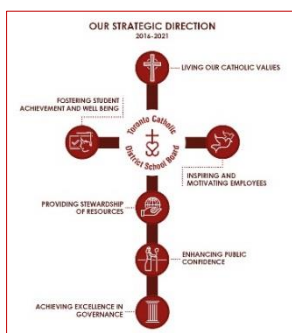 OUR STRATEGIC DIRECTION
2016-2021
LIVING OUR CATHOLIC VALUES
FOSTERING STUDENT
ACHIEVEMENT AND WELL BEING
Toronto Catholic
District School Board
INSPIRING AND
MOTIVATING EMPLOYEES
PROVIDING STEWARDSHIP
OF RESOURCES
ENHANCING PUBLIC
CONFIDENCE
ACHIEVING EXCELLENCE IN
GOVERNANCE